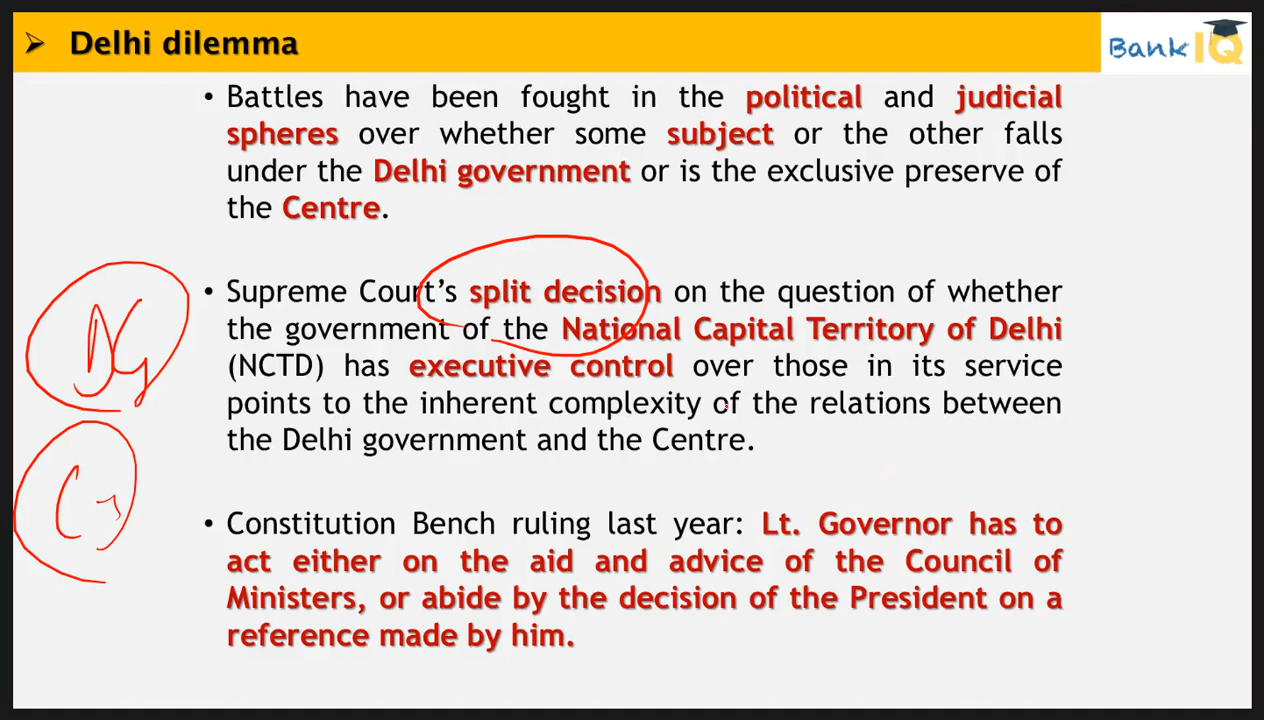 Delhi dilemma
Bank IQ
• Battles have been fought in the political and judicial
spheres over whether some subject or the other falls
under the Delhi government or is the exclusive preserve of
the Centre.
• Supreme Court’s split decision on the question of whether
the government of the National Capital Territory of Delhi
(NCTD) has executive control over those in its service
points to the inherent complexity of the relations between
the Delhi government and the Centre.
DG
• Constitution Bench ruling last year: Lt. Governor has to
act either on the aid and advice of the Council of
Ministers, or abide by the decision of the President on a
reference made by him.